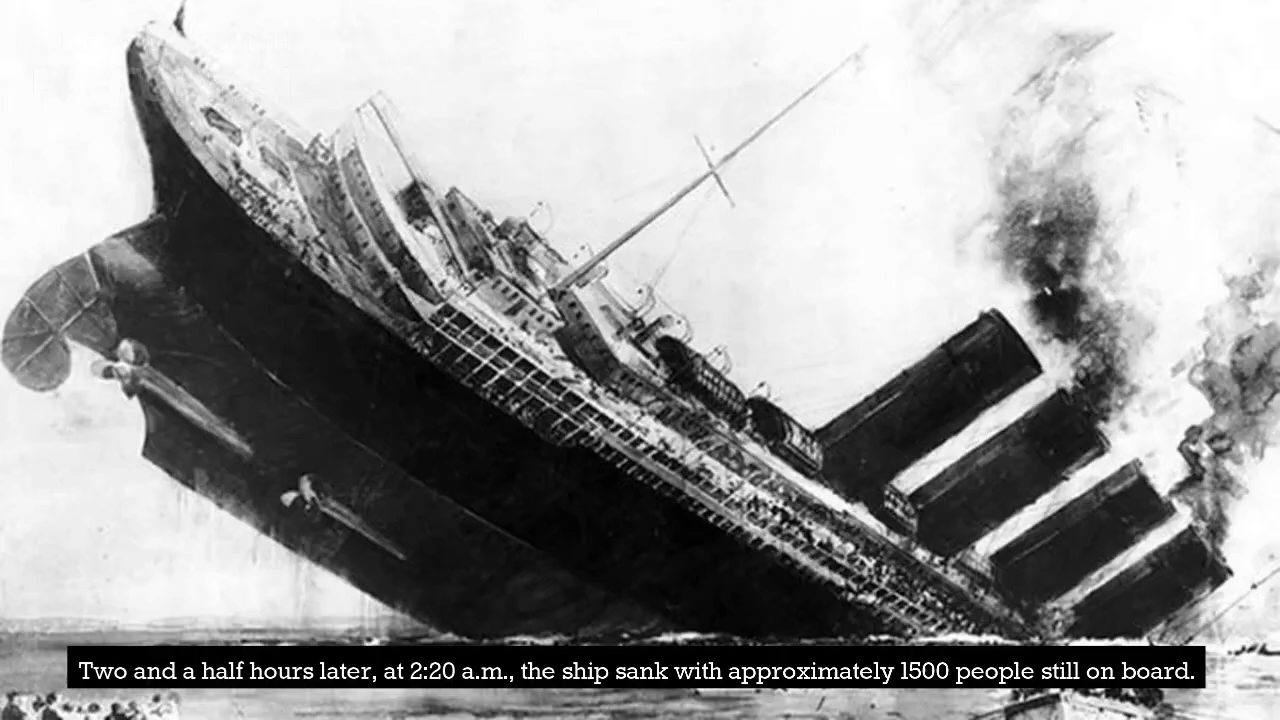 Two and a half hours later, at 2:20 a.m., the ship sank with approximately 1500 people still on board.